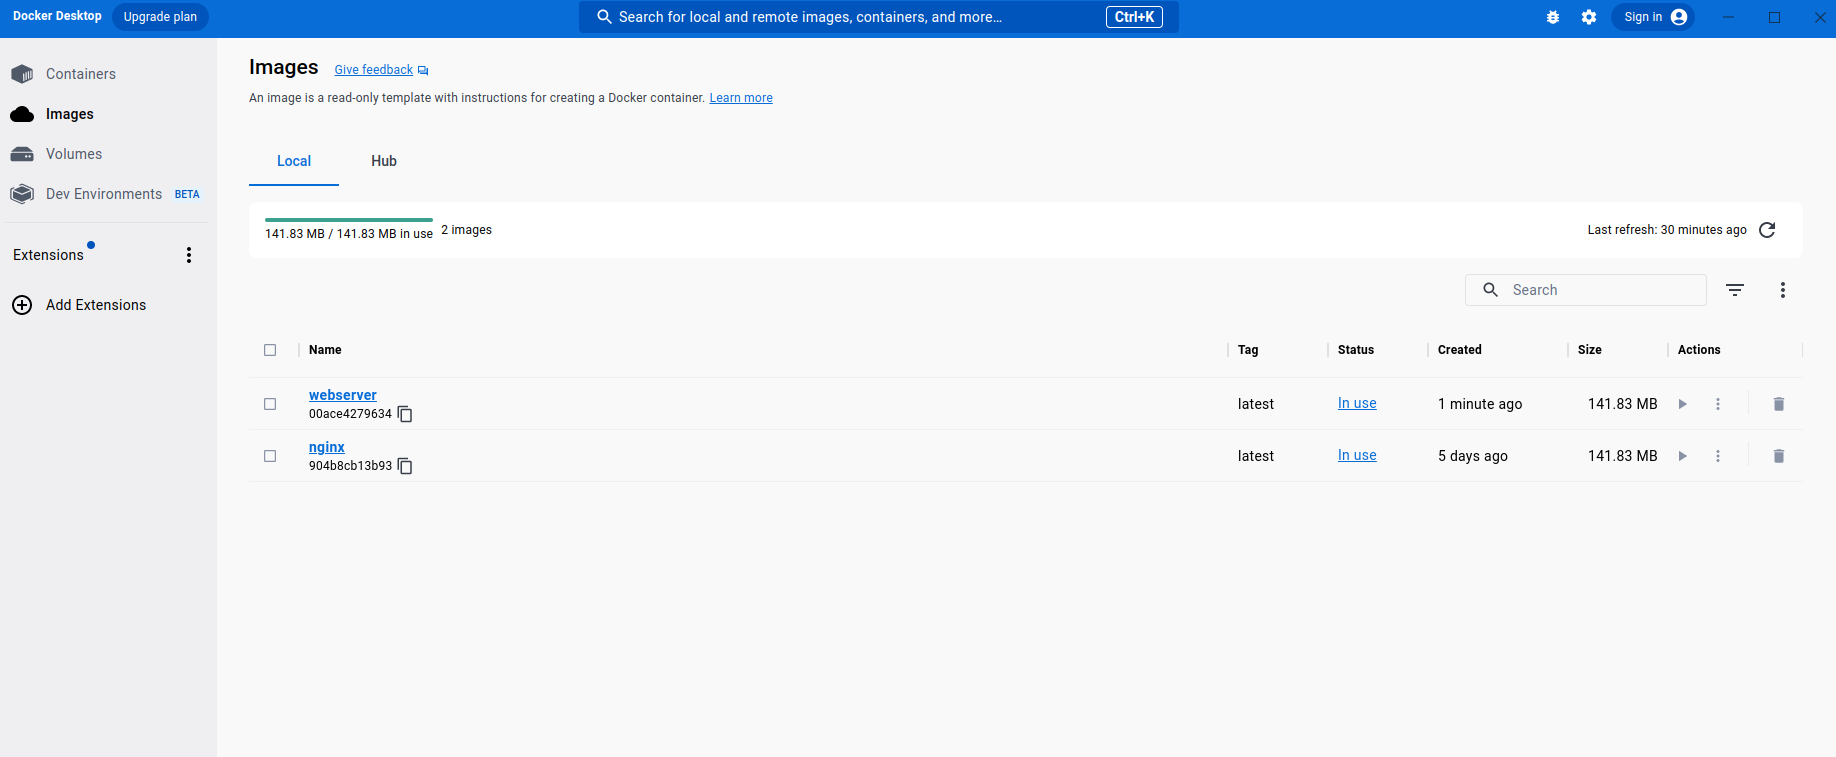 Docker Desktop Upgrade plan Search for local and remote images, containers, and more... Ctrl+K Sign in
Containers
Images
Volumes
Dev Environments BETA
Extensions
Add Extensions
Images Give feedback
An image is a read-only template with instructions for creating a Docker container. Learn more
Local Hub
141.83 MB / 141.83 MB in use 2 images Last refresh: 30 minutes ago
Search
Name Tag Status Created Size Actions
webserver
00ace4279634 latest In use 1 minute ago 141.83 MB
nginx
904b8cb13b93 latest In use 5 days ago 141.83 MB